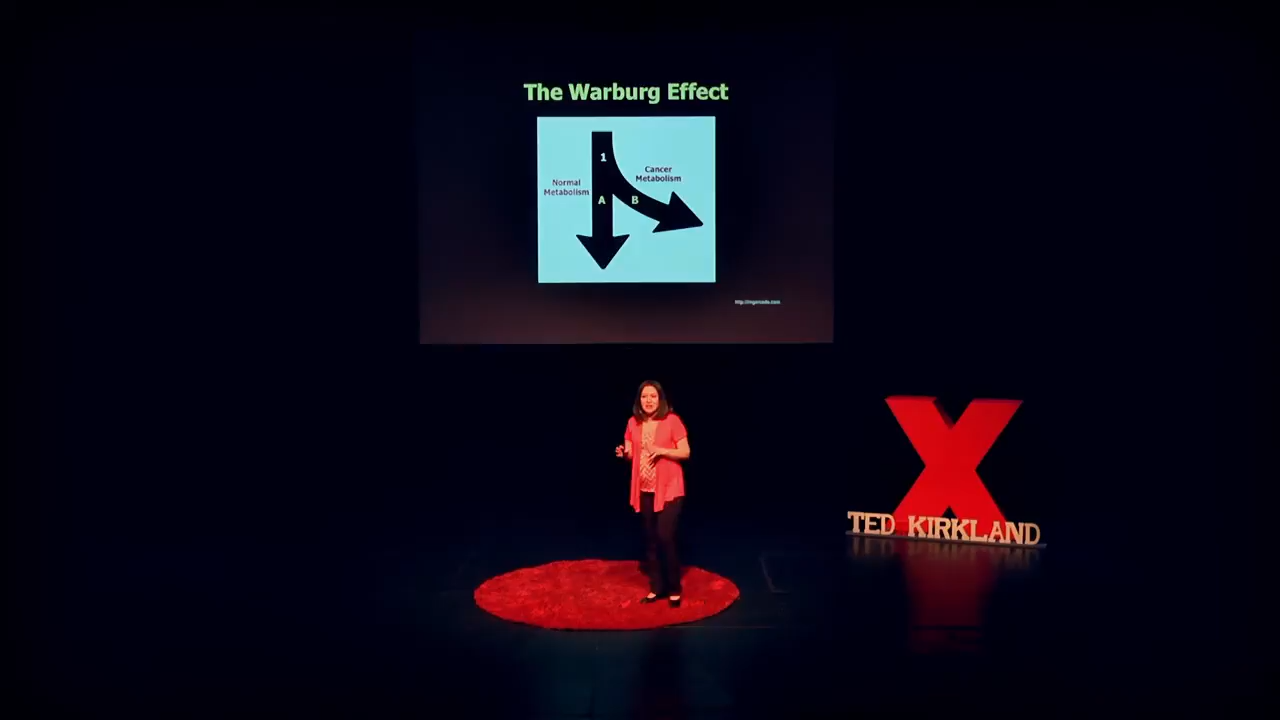 The Warburg Effect
1
Cancer
Metabolism
Normal
Metabolism
A
B
X
TED KIRKLAND